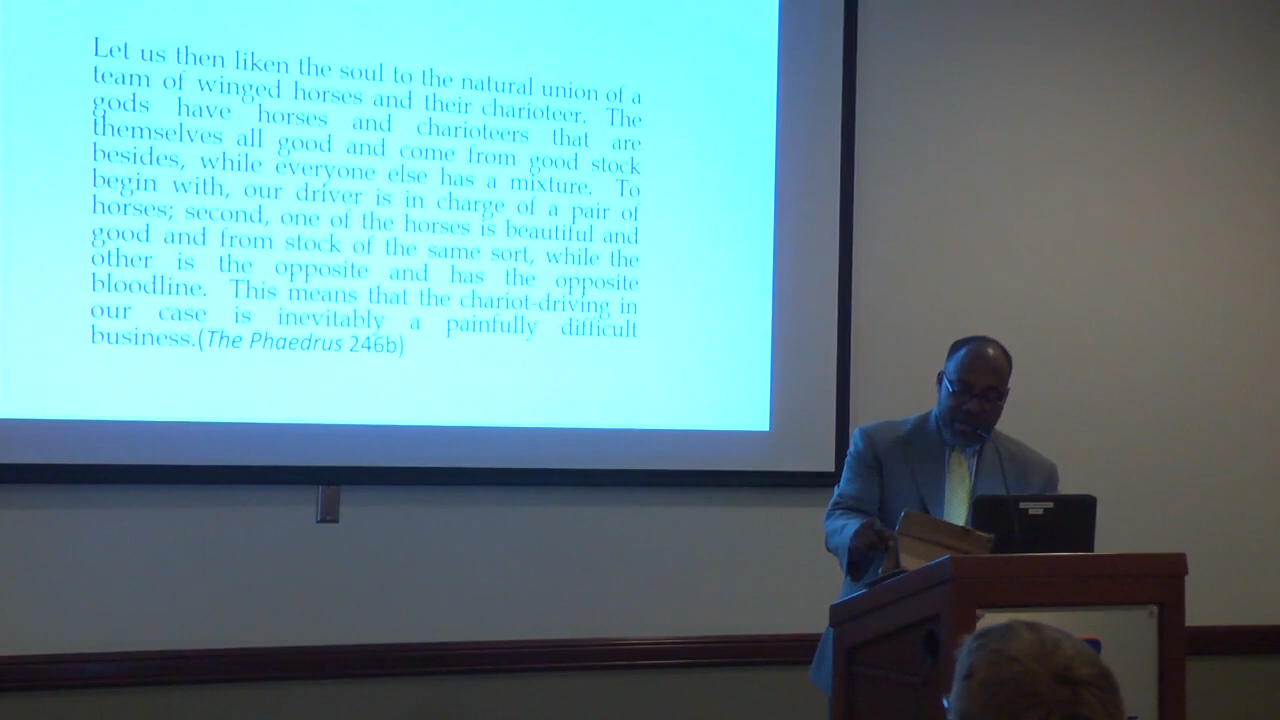 Let us then liken the soul to the natural union of a
team of winged horses and their charioteer. The
gods have horses and charioteers that are
themselves all good and come from good stock
besides, while everyone else has a mixture. To
begin with, our driver is in charge of a pair of
horses; second, one of the horses is beautiful and
good and from stock of the same sort, while the
other is the opposite and has the opposite
bloodline. This means that the chariot-driving in
our case is inevitably a painfully difficult
business.(The Phaedrus 246b)